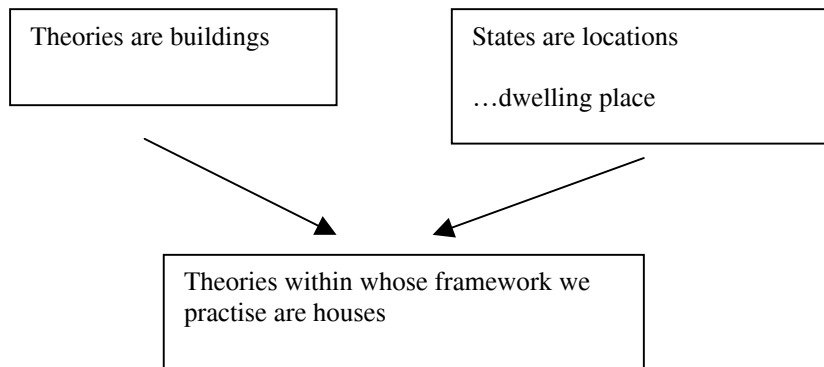 Theories are buildings
States are locations
…dwelling place
Theories within whose framework we
practise are houses